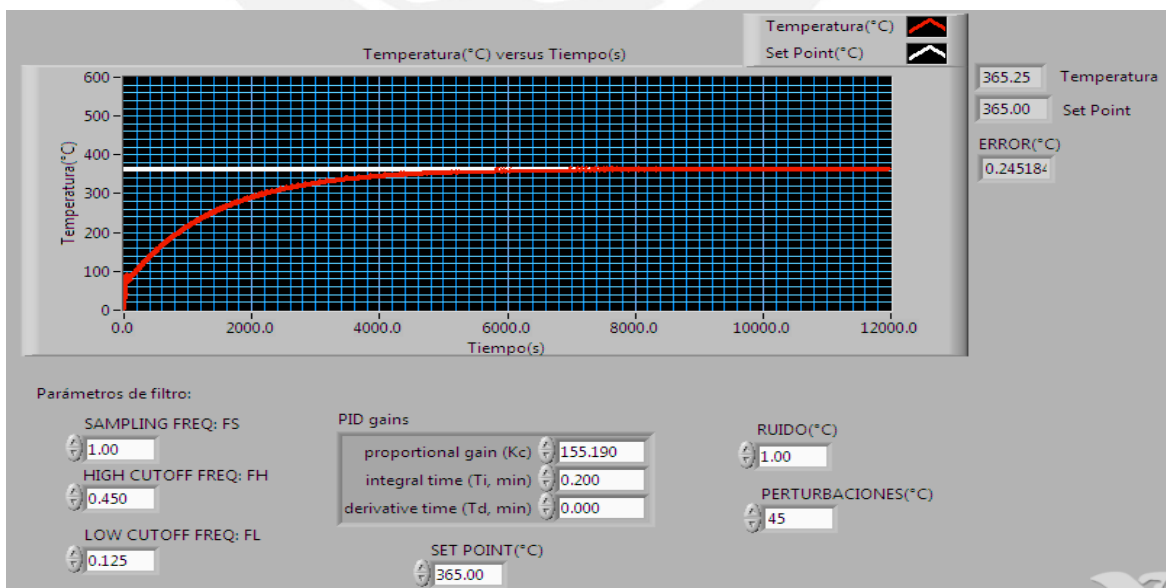 Temperatura(°C)
Set Point(°C)
Temperatura(°C) versus Tiempo(s)
600
500
400
300
200
100
0
Temperatura(°C)
0.0 2000.0 4000.0 6000.0 8000.0 10000.0 12000.0
Tiempo(s)
365.25 Temperatura
365.00 Set Point
ERROR(°C)
0.245184
Parámetros de filtro:
SAMPLING FREQ: FS
1.00
HIGH CUTOFF FREQ: FH
0.450
LOW CUTOFF FREQ: FL
0.125
PID gains
proportional gain (Kc) 155.190
integral time (Ti, min) 0.200
derivative time (Td, min) 0.000
SET POINT(°C)
365.00
RUIDO(°C)
1.00
PERTURBACIONES(°C)
45